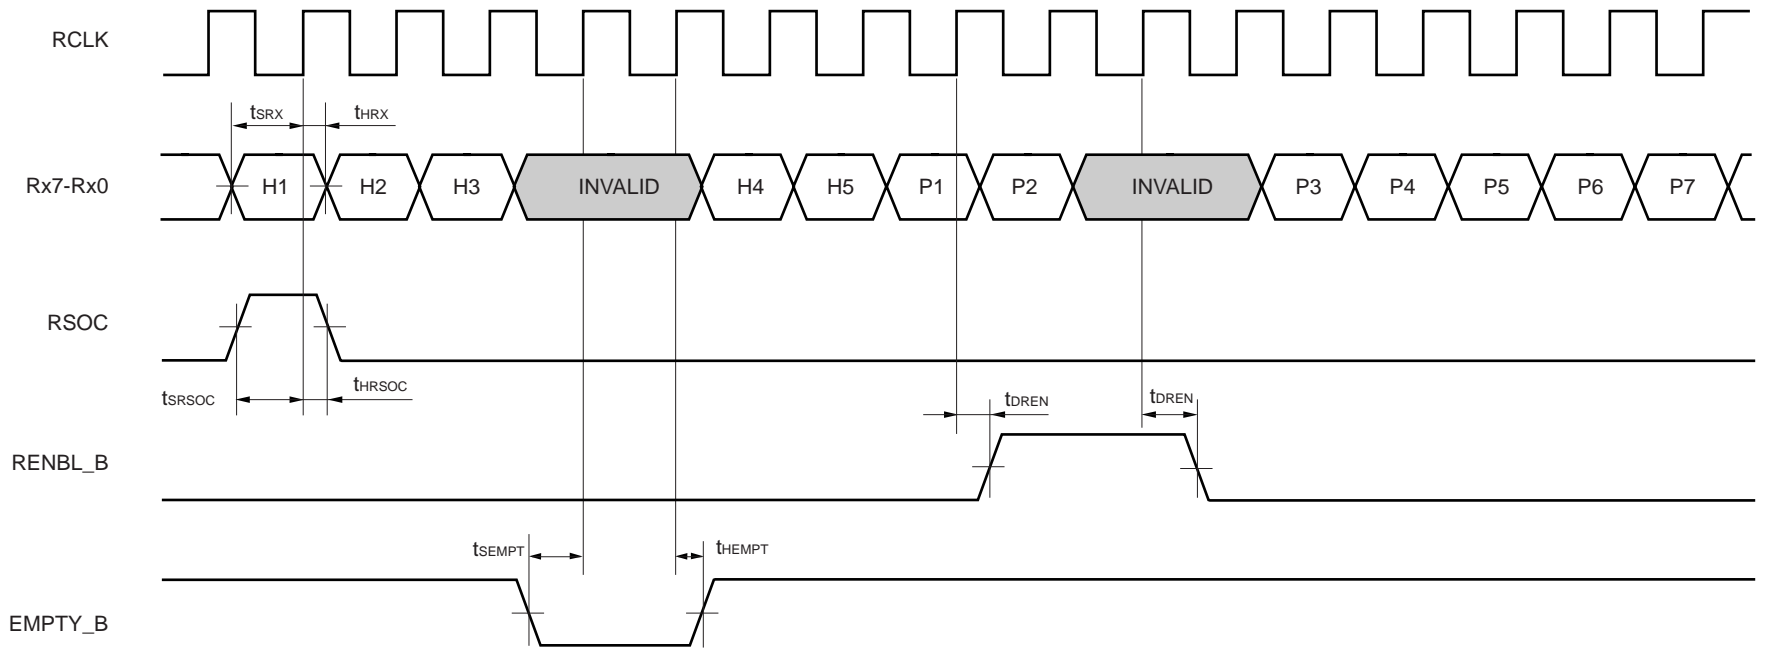 RCLK
tSRX tHRX
Rx7-Rx0 H1 H2 H3 INVALID H4 H5 P1 P2 INVALID P3 P4 P5 P6 P7
RSOC
tSRSOC tHRSOC tDREN tDREN
RENBL_B
tSEMPT tHEMPT
EMPTY_B